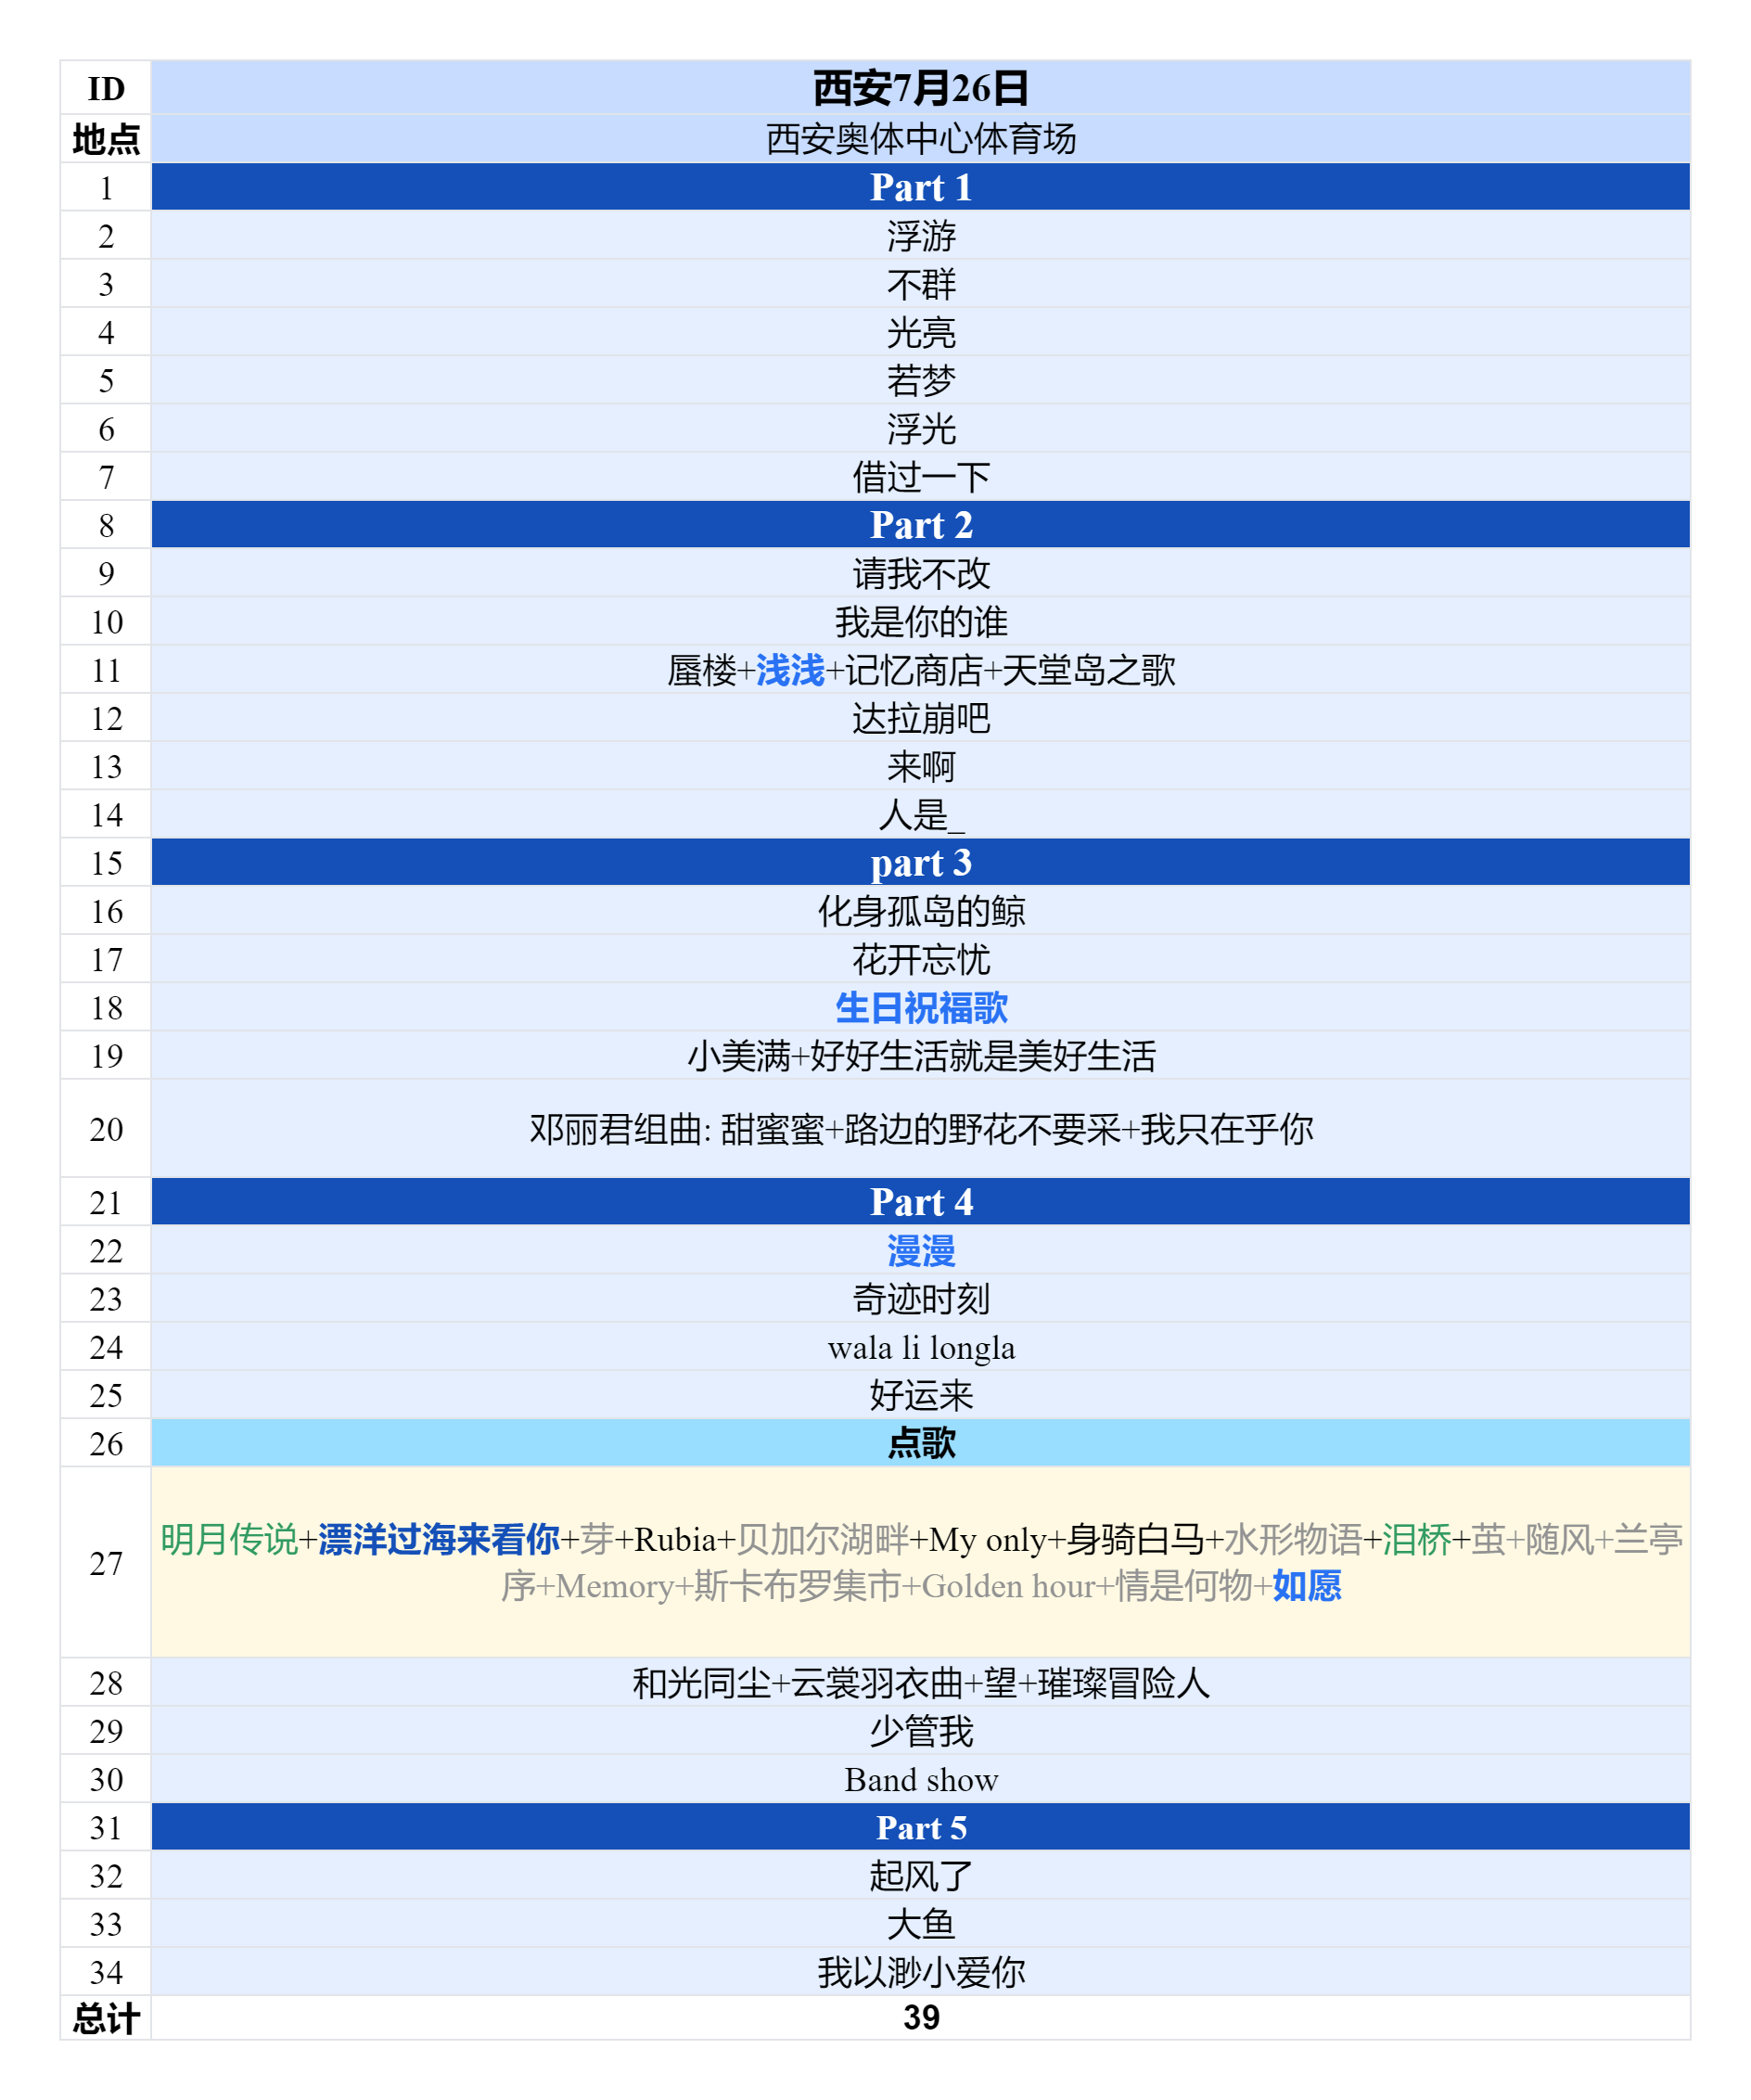 ID 西安7月26日
地点 西安奥体中心体育场
1 Part 1
2 浮游
3 不群
4 光亮
5 若梦
6 浮光
7 借过一下
8 Part 2
9 请我不改
10 我是你的谁
11 蜃楼+浅浅+记忆商店+天堂岛之歌
12 达拉崩吧
13 来啊
14 人是_
15 part 3
16 化身孤岛的鲸
17 花开忘忧
18 生日祝福歌
19 小美满+好好生活就是美好生活
20 邓丽君组曲: 甜蜜蜜+路边的野花不要采+我只在乎你
21 Part 4
22 漫漫
23 奇迹时刻
24 wala li longla
25 好运来
26 点歌
27 明月传说+漂洋过海来看你+芽+Rubia+贝加尔湖畔+My only+身骑白马+水形物语+泪桥+茧+随风+兰亭
序+Memory+斯卡布罗集市+Golden hour+情是何物+如愿
28 和光同尘+云裳羽衣曲+望+璀璨冒险人
29 少管我
30 Band show
31 Part 5
32 起风了
33 大鱼
34 我以渺小爱你
总计 39